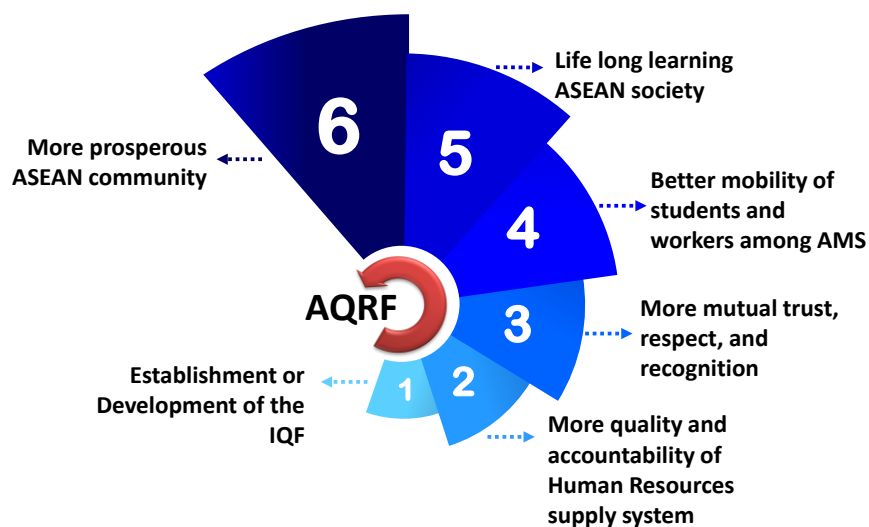 6
More prosperous
ASEAN community
5
Life long learning
ASEAN society
4
Better mobility of
students and
workers among AMS
3
More mutual trust,
respect, and
recognition
AQRF
2
More quality and
accountability of
Human Resources
supply system
1
Establishment or
Development of the
IQF